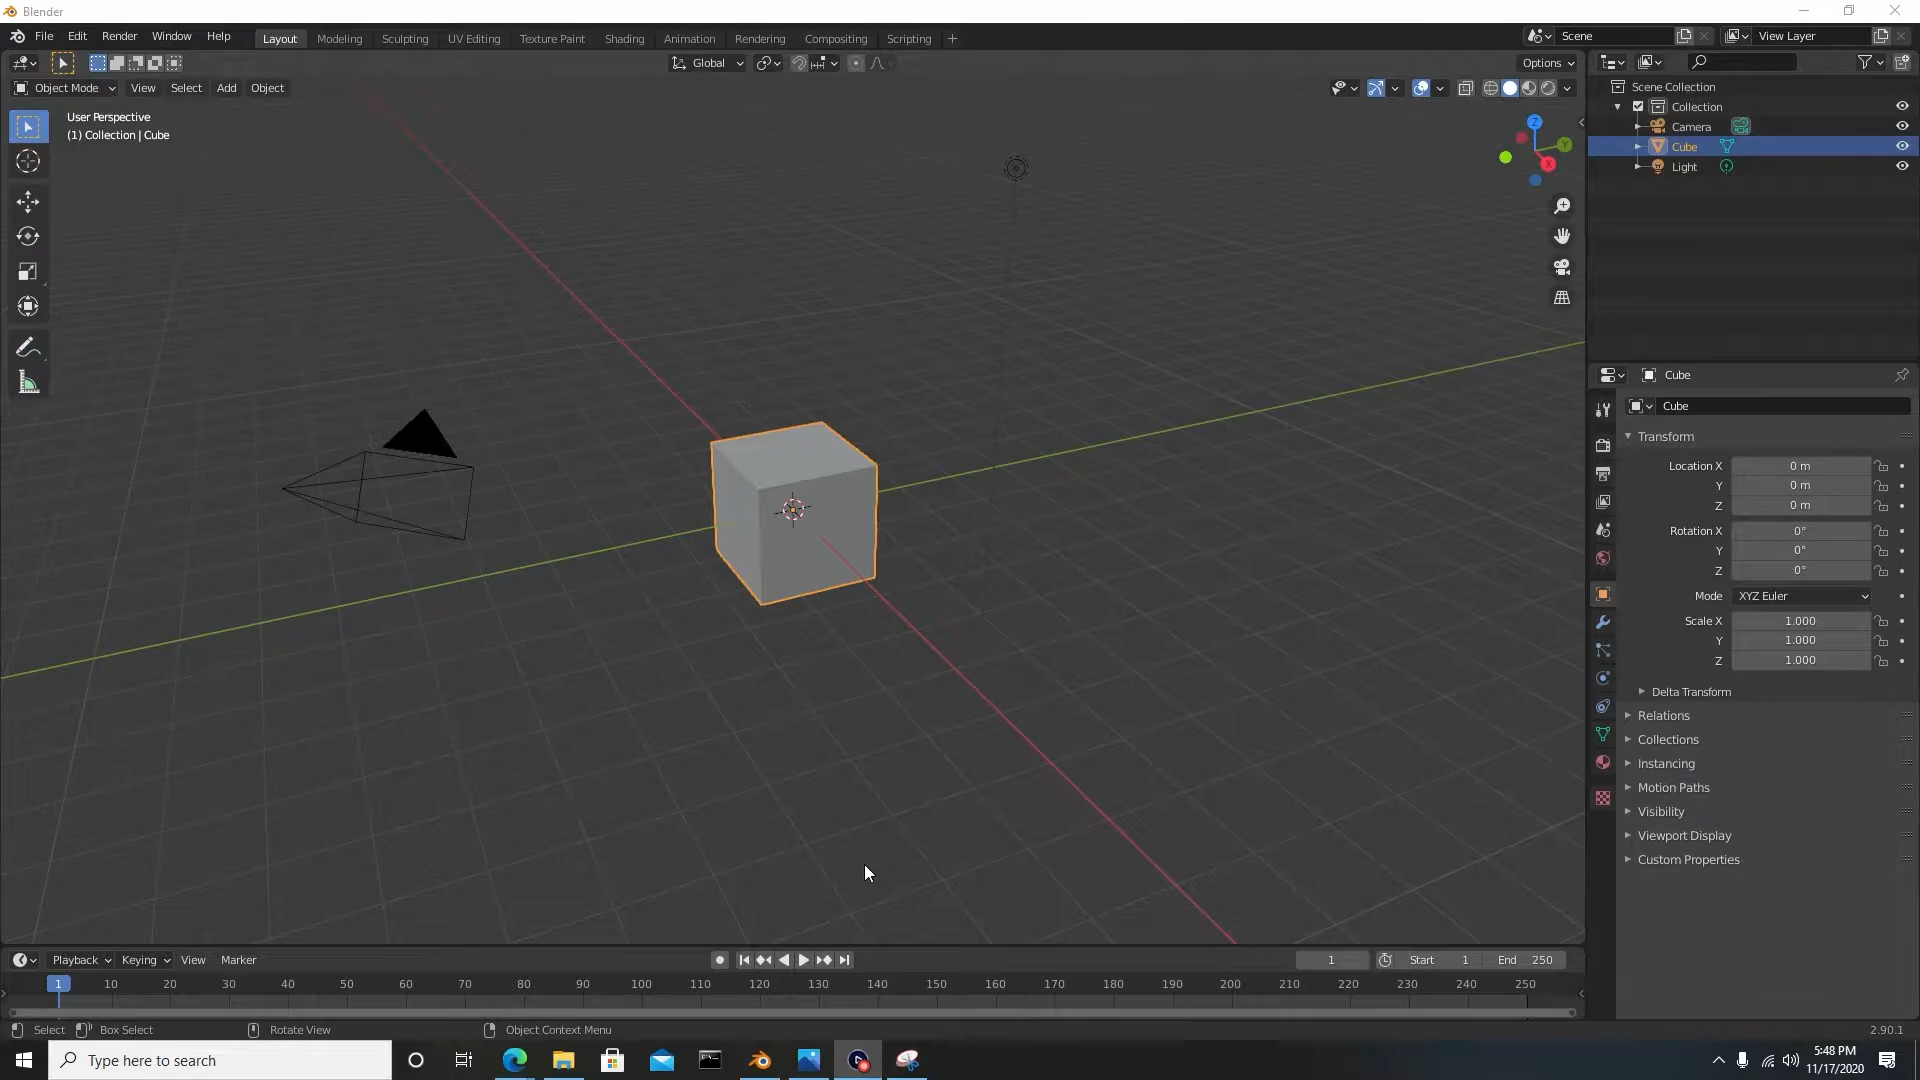 Blender
File Edit Render Window Help Layout Modeling Sculpting UV Editing Texture Paint Shading Animation Rendering Compositing Scripting + Scene View Layer
Global Options
Object Mode View Select Add Object
User Perspective
(1) Collection | Cube
Z
Y
X
Scene Collection
Collection
Camera
Cube
Light
Cube
Cube
Transform
Location X 0 m
Y 0 m
Z 0 m
Rotation X 0°
Y 0°
Z 0°
Mode XYZ Euler
Scale X 1.000
Y 1.000
Z 1.000
Delta Transform
Relations
Collections
Instancing
Motion Paths
Visibility
Viewport Display
Custom Properties
Playback Keying View Marker 1 Start 1 End 250
1 10 20 30 40 50 60 70 80 90 100 110 120 130 140 150 160 170 180 190 200 210 220 230 240 250
Select Box Select Rotate View Object Context Menu 2.90.1
Type here to search
5:48 PM
11/17/2020